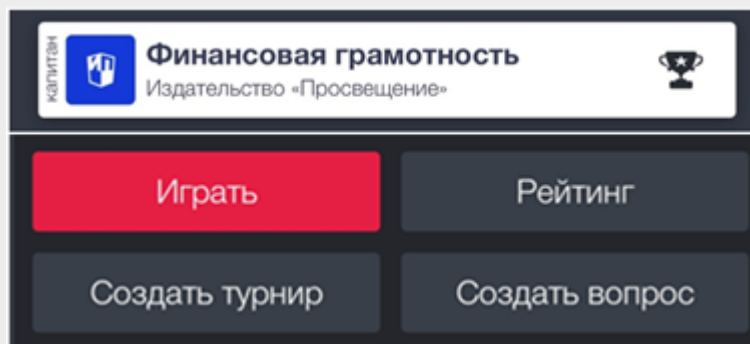 капитан
Финансовая грамотность
Издательство «Просвещение»
Играть
Рейтинг
Создать турнир
Создать вопрос